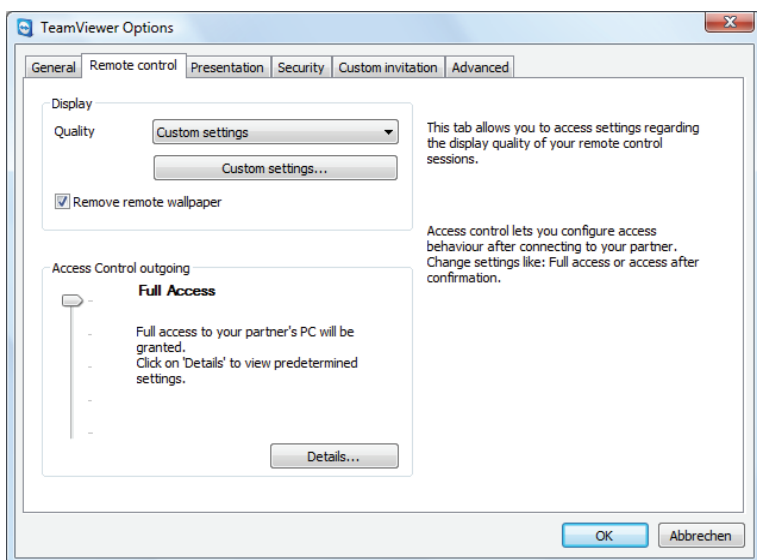 TeamViewer Options
General Remote control Presentation Security Custom invitation Advanced
Display
Quality Custom settings
Custom settings...
Remove remote wallpaper
This tab allows you to access settings regarding
the display quality of your remote control
sessions.
Access control lets you configure access
behaviour after connecting to your partner.
Change settings like: Full access or access after
confirmation.
Access Control outgoing
Full Access
Full access to your partner's PC will be
granted.
Click on 'Details' to view predetermined
settings.
Details...
OK Abbrechen